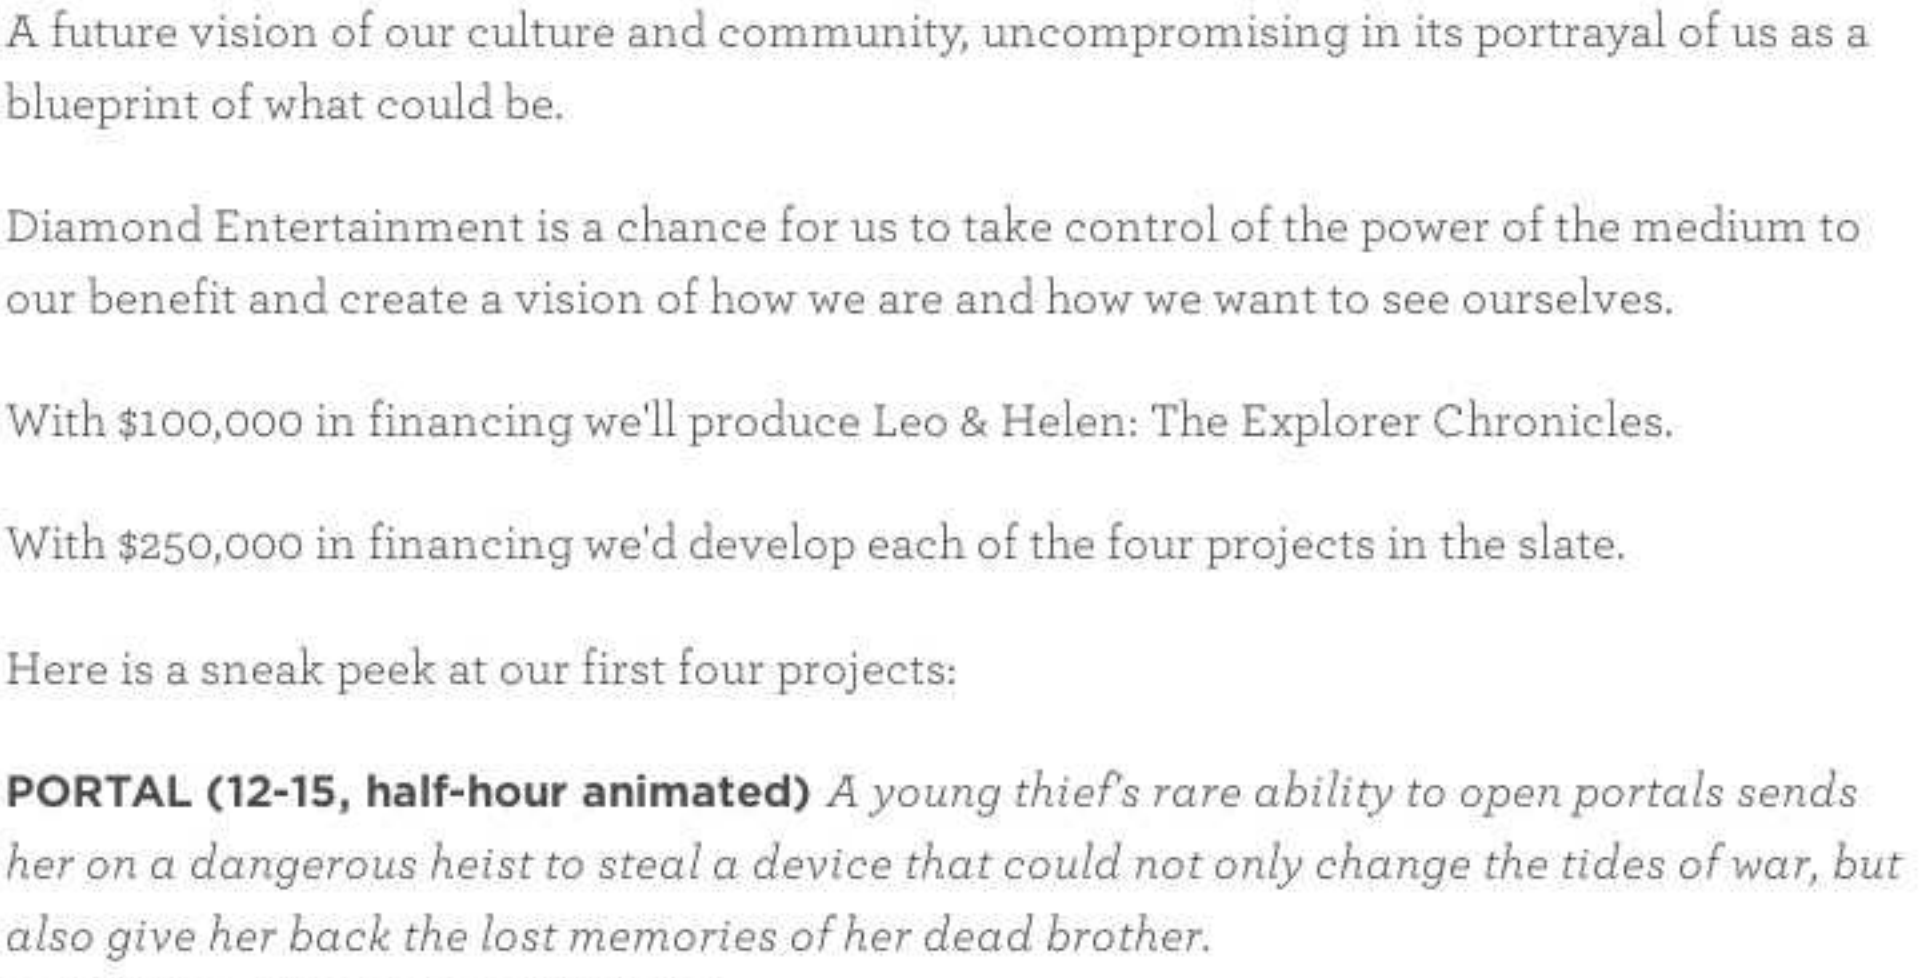 A future vision of our culture and community, uncompromising in its portrayal of us as a
blueprint of what could be.
Diamond Entertainment is a chance for us to take control of the power of the medium to
our benefit and create a vision of how we are and how we want to see ourselves.
With $100,000 in financing we'll produce Leo & Helen: The Explorer Chronicles.
With $250,000 in financing we'd develop each of the four projects in the slate.
Here is a sneak peek at our first four projects:
PORTAL (12-15, half-hour animated) A young thief's rare ability to open portals sends
her on a dangerous heist to steal a device that could not only change the tides of war, but
also give her back the lost memories of her dead brother.